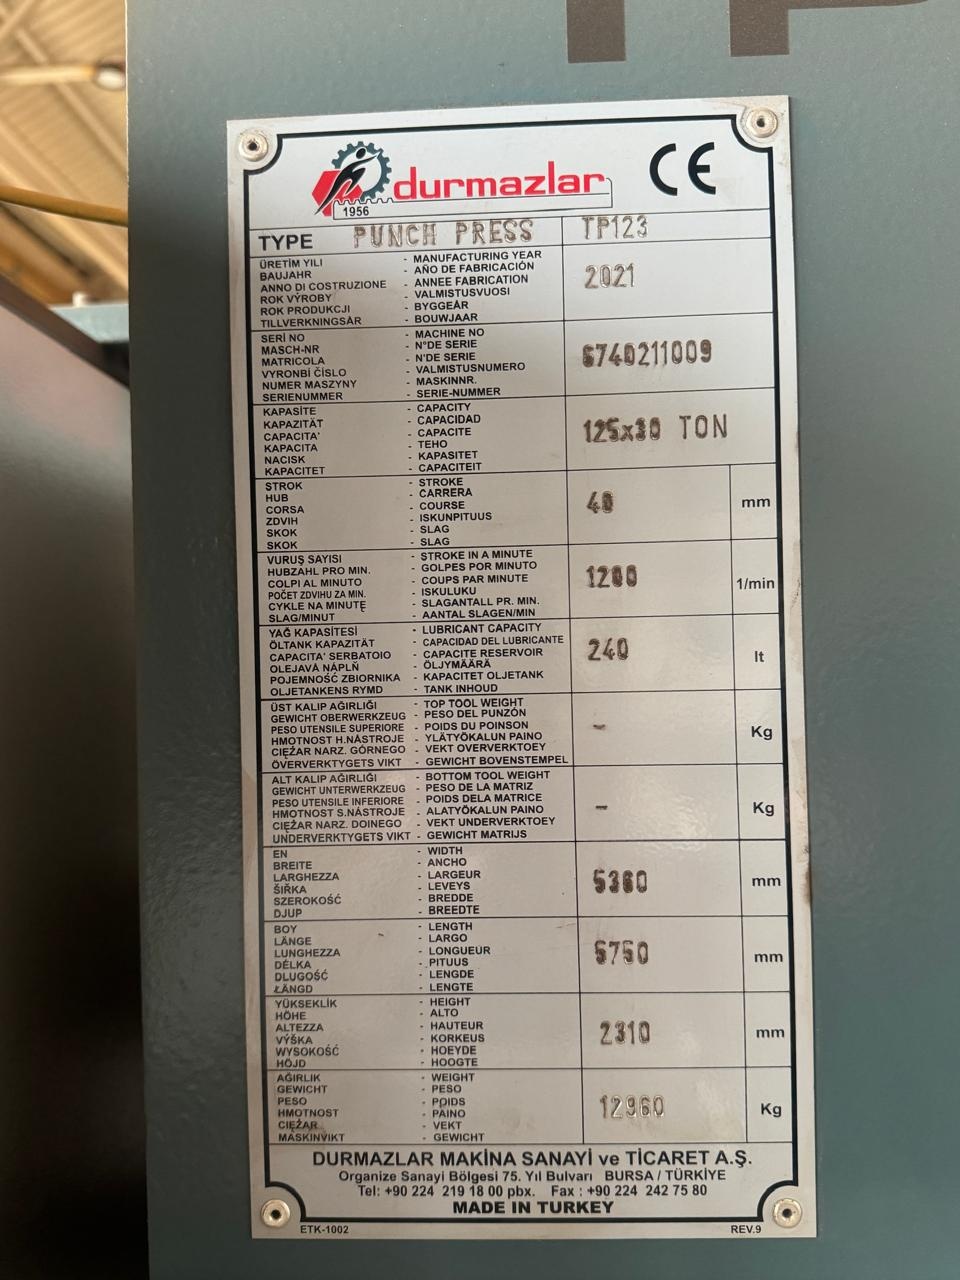 TP
1956
durmazlar
CE
TYPE PUNCH PRESS TP123
ÜRETİM YILI - MANUFACTURING YEAR
BAUJAHR - AÑO DE FABRICACIÓN
ANNO DI COSTRUZIONE - ANNEE FABRICATION
ROK VÝROBY - VALMISTUSVUOSI
ROK PRODUKCJI - BYGGEÅR
TILLVERKNINGSÅR - BOUWJAAR
2021
SERİ NO - MACHINE NO
MASCH-NR - N°DE SERIE
MATRICOLA - N'DE SERIE
VYRONBÍ ČÍSLO - VALMISTUSNUMERO
NUMER MASZYNY - MASKINNR.
SERIENUMMER - SERIE-NUMMER
6740211009
KAPASİTE - CAPACITY
KAPAZITÄT - CAPACIDAD
CAPACITA' - CAPACITE
KAPACITA - TEHO
NACISK - KAPASITET
KAPACITET - CAPACITEIT
125x30 TON
STROK - STROKE
HUB - CARRERA
CORSA - COURSE
ZDVIH - ISKUNPITUUS
SKOK - SLAG
SKOK - SLAG
40 mm
VURUŞ SAYISI - STROKE IN A MINUTE
HUBZAHL PRO MIN. - GOLPES POR MINUTO
COLPI AL MINUTO - COUPS PAR MINUTE
POČET ZDVIHU ZA MIN. - ISKULUKU
CYKLE NA MINUTĘ - SLAGANTALL PR. MIN.
SLAG/MINUT - AANTAL SLAGEN/MIN
1200 1/min
YAĞ KAPASİTESİ - LUBRICANT CAPACITY
ÖLTANK KAPAZITÄT - CAPACIDAD DEL LUBRICANTE
CAPACITA' SERBATOIO - CAPACITE RESERVOIR
OLEJAVÁ NÁPLŇ - ÖLJYMÄÄRÄ
POJEMNOŚĆ ZBIORNIKA - KAPACITET OLJETANK
OLJETANKENS RYMD - TANK INHOUD
240 lt
ÜST KALIP AĞIRLIĞI - TOP TOOL WEIGHT
GEWICHT OBERWERKZEUG - PESO DEL PUNZÓN
PESO UTENSILE SUPERIORE - POIDS DU POINSON
HMOTNOST H.NÁSTROJE - YLÄTYÖKALUN PAINO
CIĘŻAR NARZ. GÓRNEGO - VEKT OVERVERKTOEY
ÖVERVERKTYGETS VIKT - GEWICHT BOVENSTEMPEL
- Kg
ALT KALIP AĞIRLIĞI - BOTTOM TOOL WEIGHT
GEWICHT UNTERWERKZEUG - PESO DE LA MATRIZ
PESO UTENSILE INFERIORE - POIDS DELA MATRICE
HMOTNOST S.NÁSTROJE - ALATYÖKALUN PAINO
CIĘŻAR NARZ. DOINEGO - VEKT UNDERVERKTOEY
UNDERVERKTYGETS VIKT - GEWICHT MATRIJS
- Kg
EN - WIDTH
BREITE - ANCHO
LARGHEZZA - LARGEUR
ŠIŘKA - LEVEYS
SZEROKOŚĆ - BREDDE
DJUP - BREEDTE
5360 mm
BOY - LENGTH
LÄNGE - LARGO
LUNGHEZZA - LONGUEUR
DÉLKA - PITUUS
DLUGOŚĆ - LENGDE
ŁÄNGD - LENGTE
5750 mm
YÜKSEKLİK - HEIGHT
HÖHE - ALTO
ALTEZZA - HAUTEUR
VÝŠKA - KORKEUS
WYSOKOŚĆ - HOEYDE
HÖJD - HOOGTE
2310 mm
AĞIRLIK - WEIGHT
GEWICHT - PESO
PESO - POIDS
HMOTNOST - PAINO
CIĘŻAR - VEKT
MASKINVIKT - GEWICHT
12960 Kg
DURMAZLAR MAKİNA SANAYİ ve TİCARET A.Ş.
Organize Sanayi Bölgesi 75. Yıl Bulvarı BURSA / TÜRKİYE
Tel: +90 224 219 18 00 pbx. Fax : +90 224 242 75 80
MADE IN TURKEY
ETK-1002 REV.9